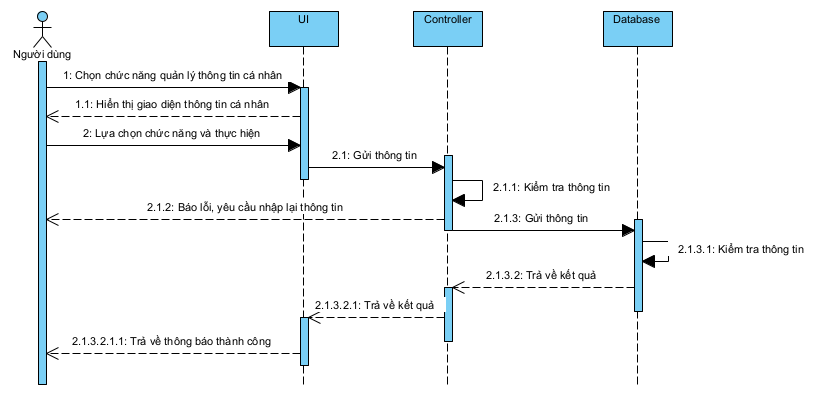 UI
Controller
Database
Người dùng
1: Chọn chức năng quản lý thông tin cá nhân
1.1: Hiển thị giao diện thông tin cá nhân
2: Lựa chọn chức năng và thực hiện
2.1: Gửi thông tin
2.1.1: Kiểm tra thông tin
2.1.2: Báo lỗi, yêu cầu nhập lại thông tin
2.1.3: Gửi thông tin
2.1.3.1: Kiểm tra thông tin
2.1.3.2: Trả về kết quả
2.1.3.2.1: Trả về kết quả
2.1.3.2.1.1: Trả về thông báo thành công